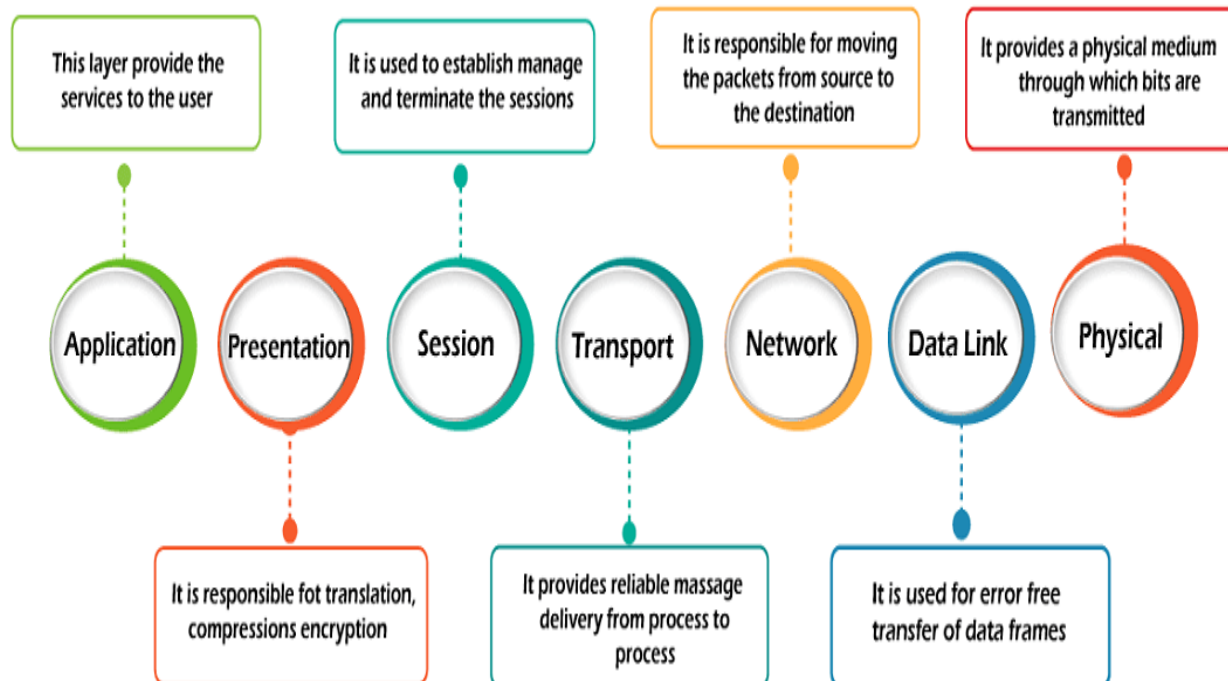 This layer provide the
services to the user
It is used to establish manage
and terminate the sessions
It is responsible for moving
the packets from source to
the destination
It provides a physical medium
through which bits are
transmitted
Application
Presentation
Session
Transport
Network
Data Link
Physical
It is responsible fot translation,
compressions encryption
It provides reliable massage
delivery from process to
process
It is used for error free
transfer of data frames